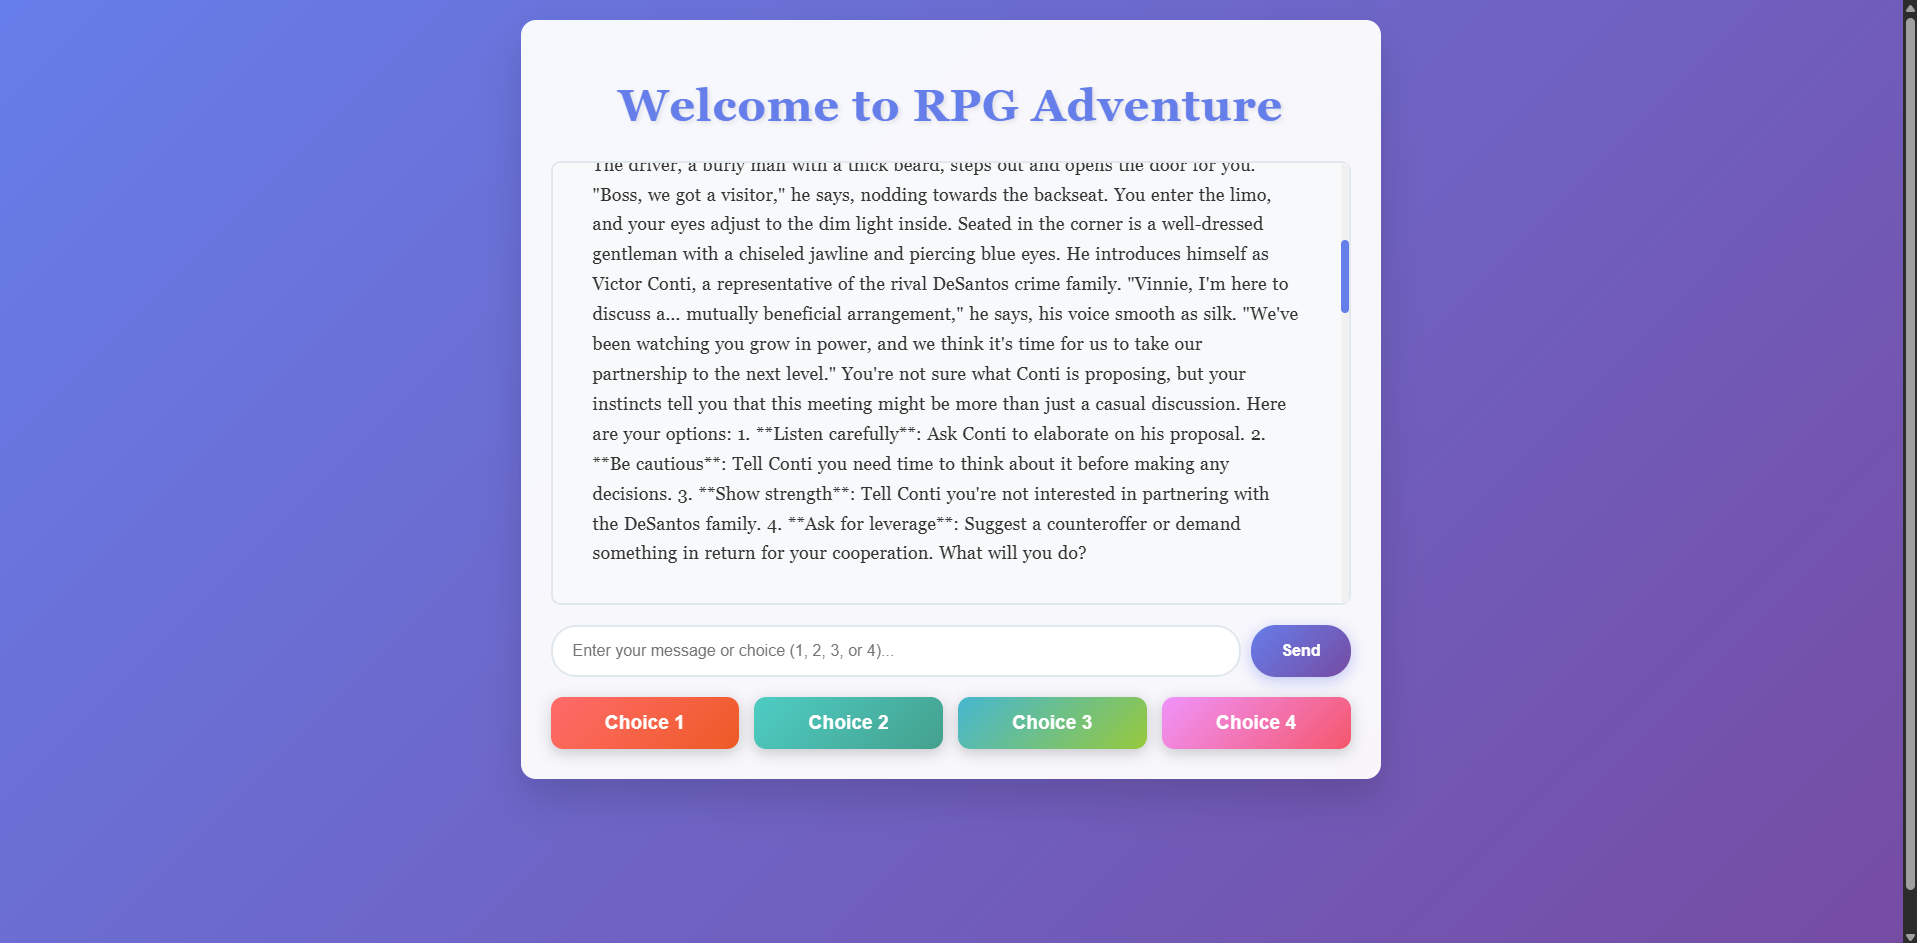 Welcome to RPG Adventure
The driver, a burly man with a thick beard, steps out and opens the door for you.
"Boss, we got a visitor," he says, nodding towards the backseat. You enter the limo,
and your eyes adjust to the dim light inside. Seated in the corner is a well-dressed
gentleman with a chiseled jawline and piercing blue eyes. He introduces himself as
Victor Conti, a representative of the rival DeSantos crime family. "Vinnie, I'm here to
discuss a... mutually beneficial arrangement," he says, his voice smooth as silk. "We've
been watching you grow in power, and we think it's time for us to take our
partnership to the next level." You're not sure what Conti is proposing, but your
instincts tell you that this meeting might be more than just a casual discussion. Here
are your options: 1. **Listen carefully**: Ask Conti to elaborate on his proposal. 2.
**Be cautious**: Tell Conti you need time to think about it before making any
decisions. 3. **Show strength**: Tell Conti you're not interested in partnering with
the DeSantos family. 4. **Ask for leverage**: Suggest a counteroffer or demand
something in return for your cooperation. What will you do?
Enter your message or choice (1, 2, 3, or 4)...
Send
Choice 1
Choice 2
Choice 3
Choice 4